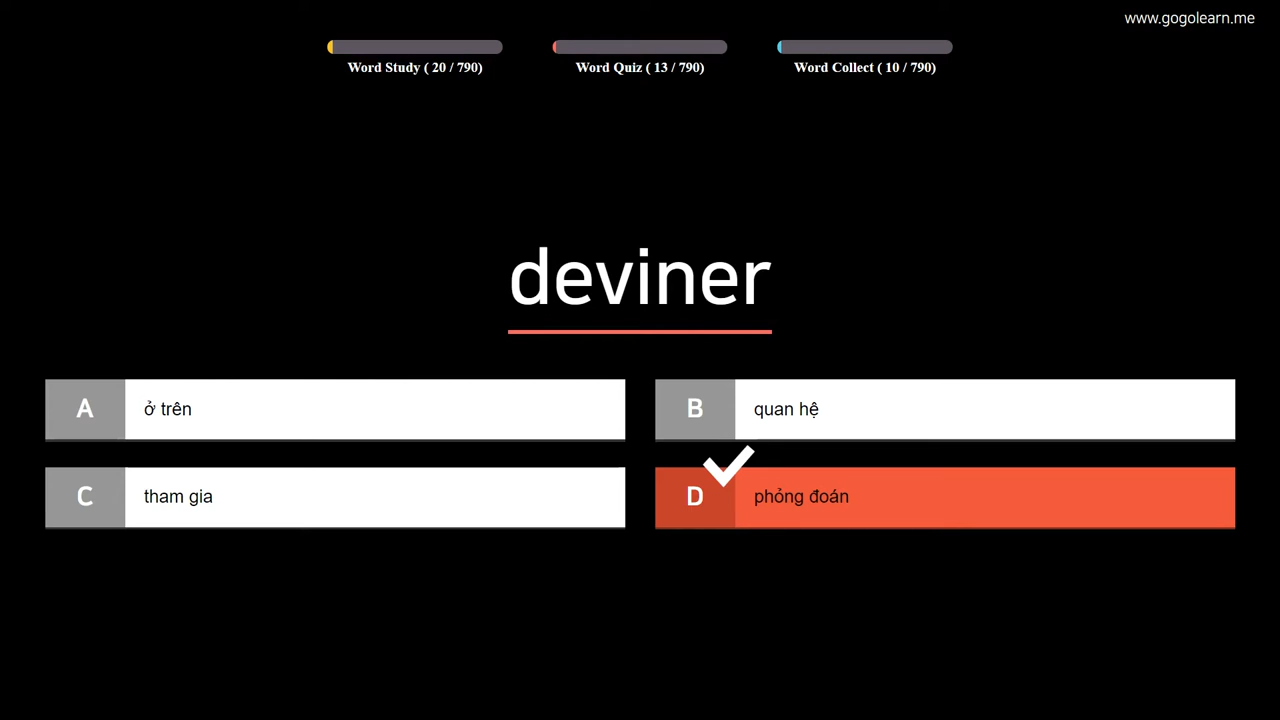 www.gogolearn.me
Word Study ( 20 / 790)
Word Quiz ( 13 / 790)
Word Collect ( 10 / 790)
deviner
A ở trên
B quan hệ
C tham gia
D phỏng đoán